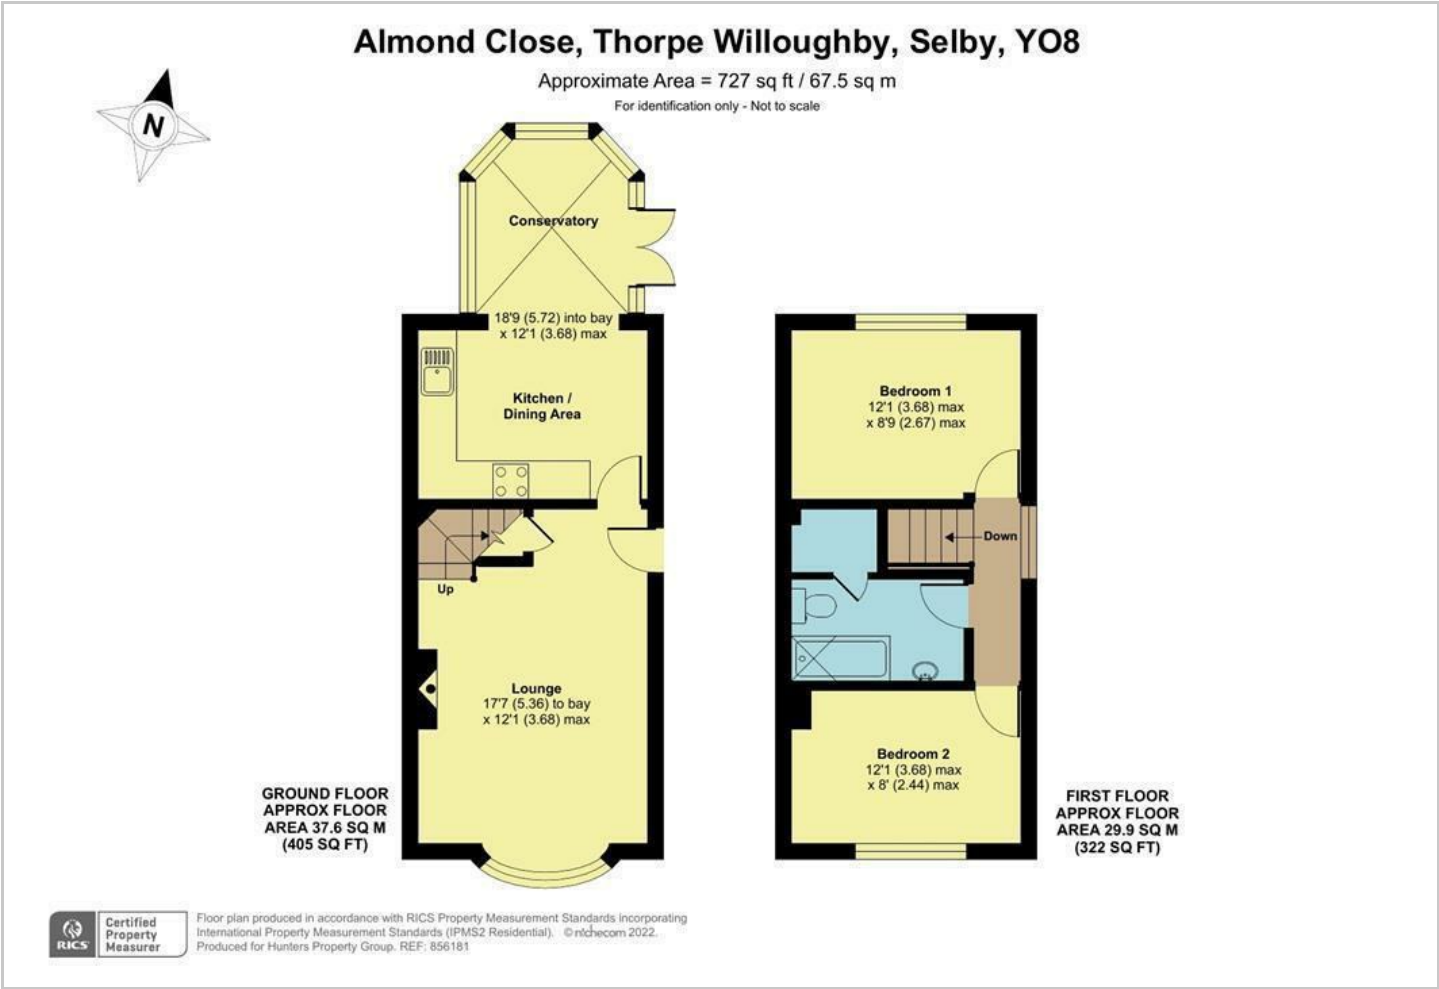 Almond Close, Thorpe Willoughby, Selby, YO8
Approximate Area = 727 sq ft / 67.5 sq m
For identification only - Not to scale
N
Conservatory
18'9 (5.72) into bay
x 12'1 (3.68) max
Kitchen /
Dining Area
Up
Lounge
17'7 (5.36) to bay
x 12'1 (3.68) max
GROUND FLOOR
APPROX FLOOR
AREA 37.6 SQ M
(405 SQ FT)
Bedroom 1
12'1 (3.68) max
x 8'9 (2.67) max
Down
Bedroom 2
12'1 (3.68) max
x 8' (2.44) max
FIRST FLOOR
APPROX FLOOR
AREA 29.9 SQ M
(322 SQ FT)
RICS
Certified
Property
Measurer
Floor plan produced in accordance with RICS Property Measurement Standards incorporating
International Property Measurement Standards (IPMS2 Residential). © nichecom 2022.
Produced for Hunters Property Group. REF: 856181